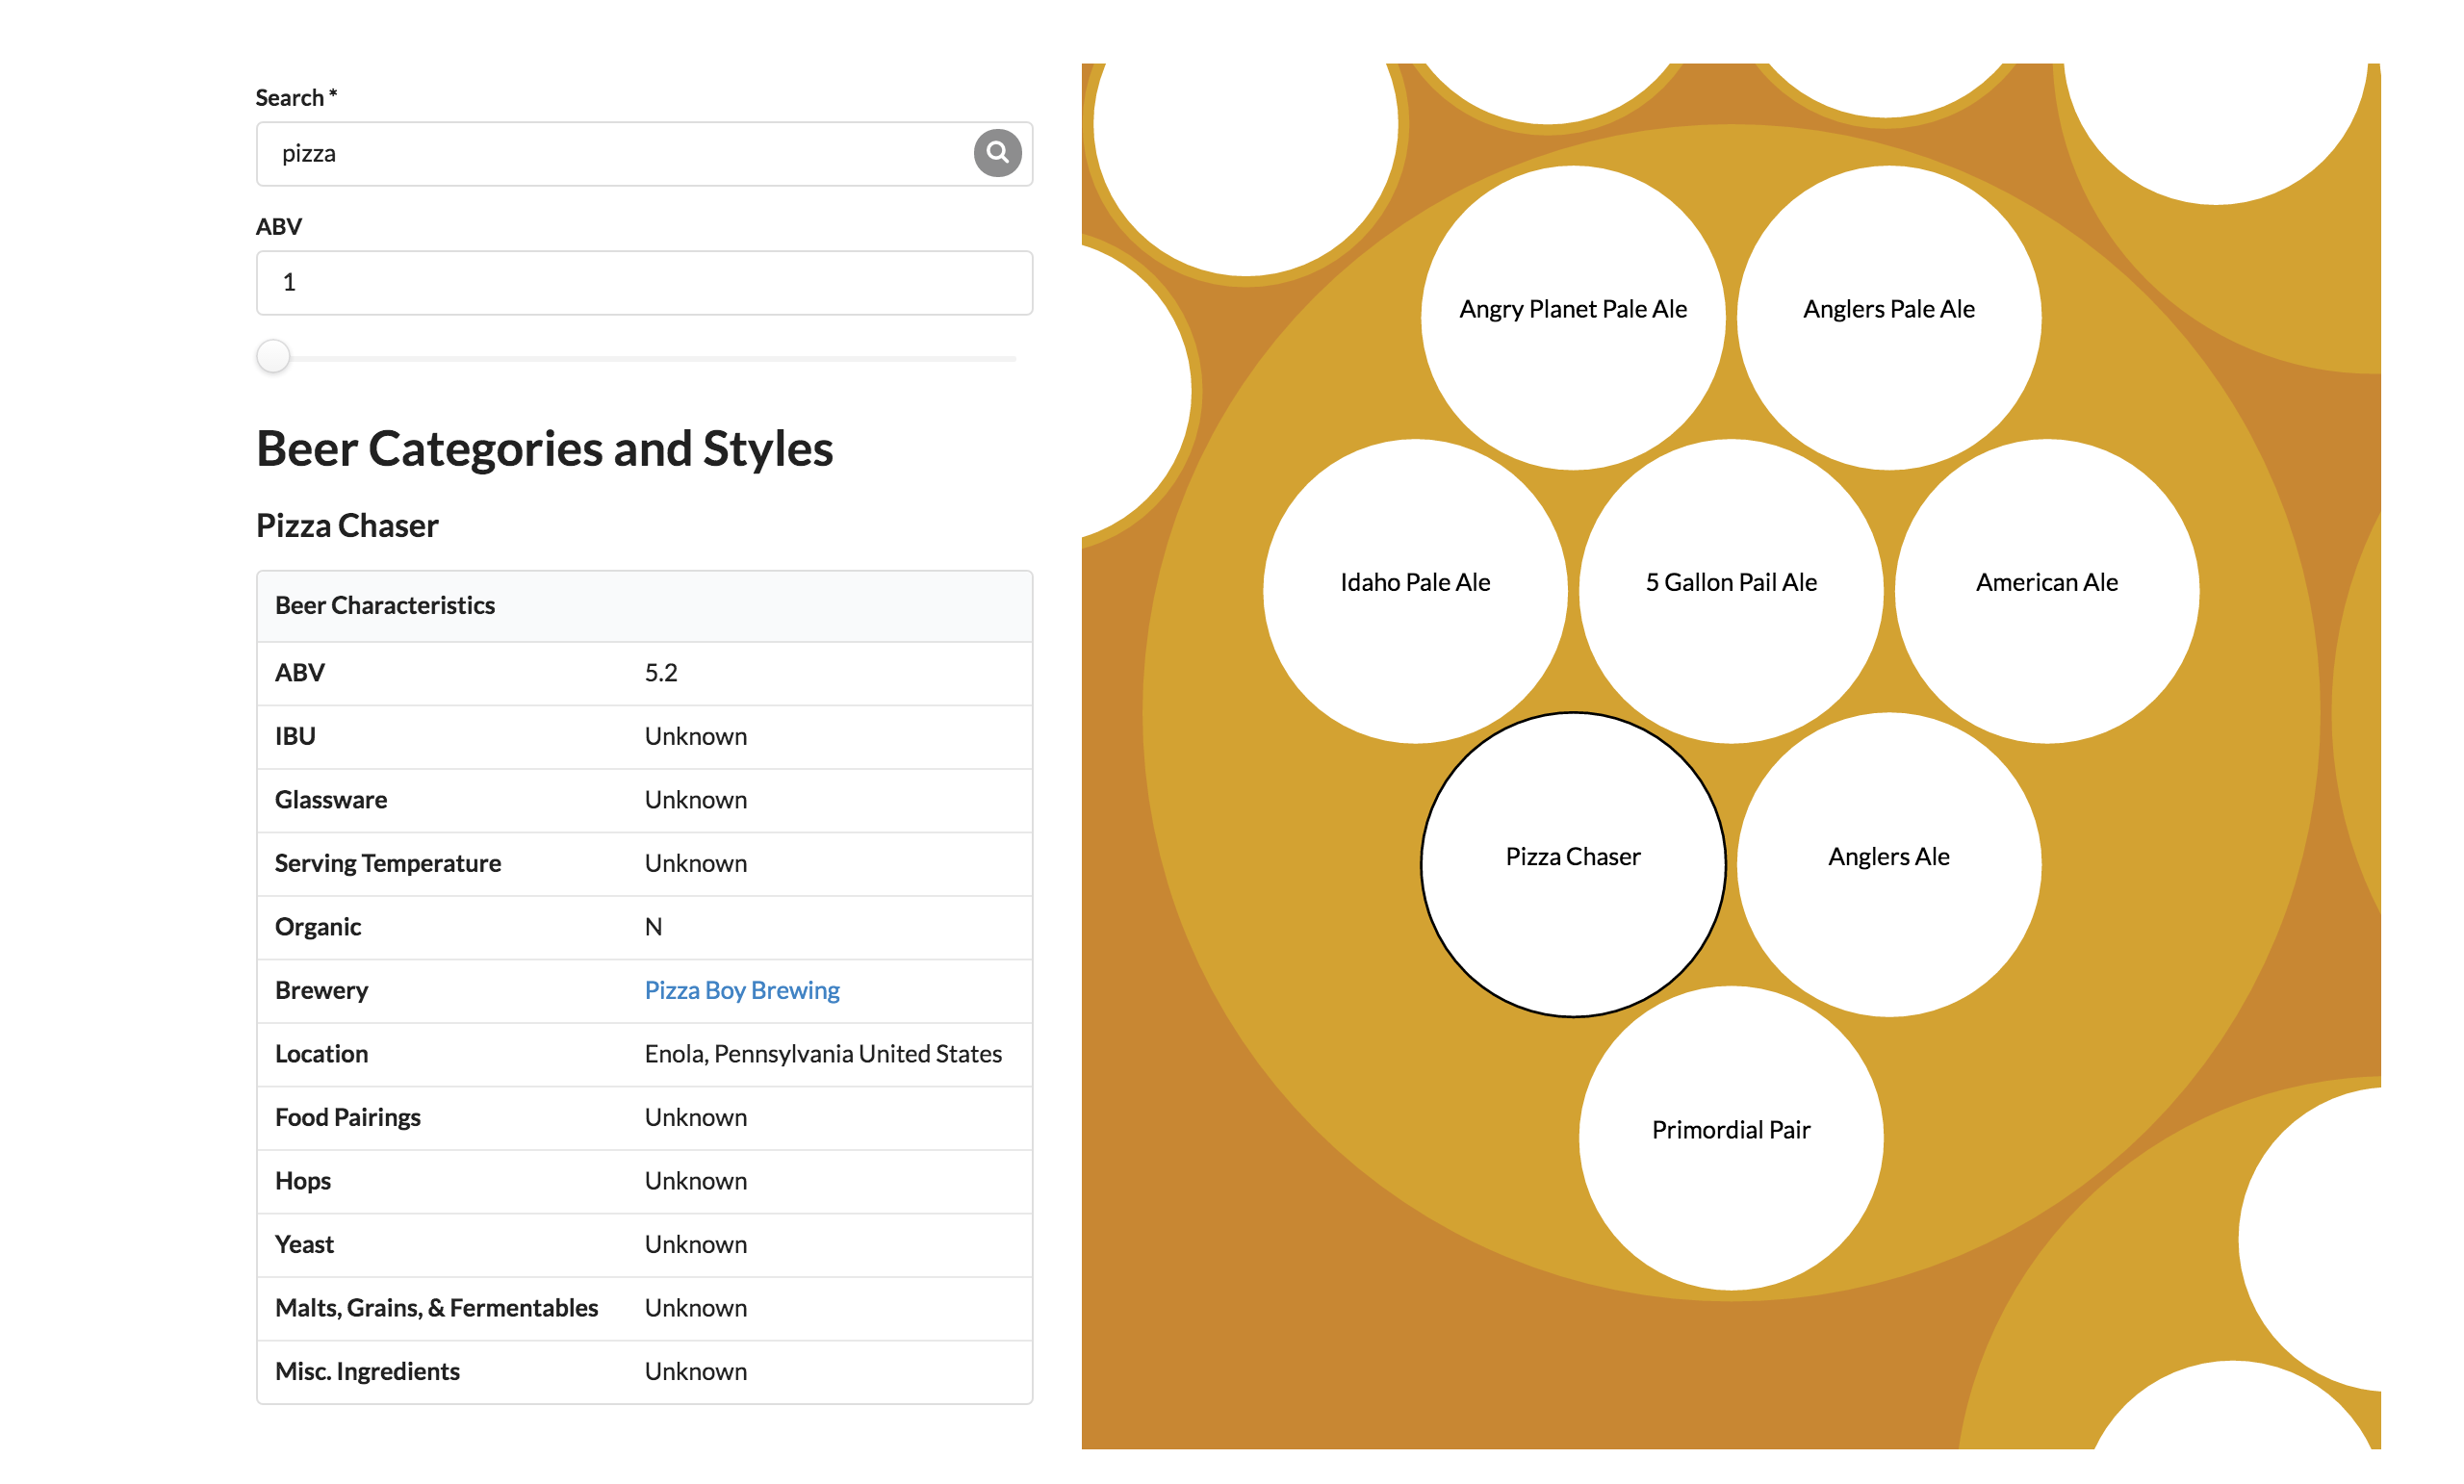 Search *
pizza
ABV
1
Beer Categories and Styles
Pizza Chaser
Beer Characteristics
ABV 5.2
IBU Unknown
Glassware Unknown
Serving Temperature Unknown
Organic N
Brewery Pizza Boy Brewing
Location Enola, Pennsylvania United States
Food Pairings Unknown
Hops Unknown
Yeast Unknown
Malts, Grains, & Fermentables Unknown
Misc. Ingredients Unknown
Angry Planet Pale Ale
Anglers Pale Ale
Idaho Pale Ale
5 Gallon Pail Ale
American Ale
Pizza Chaser
Anglers Ale
Primordial Pair